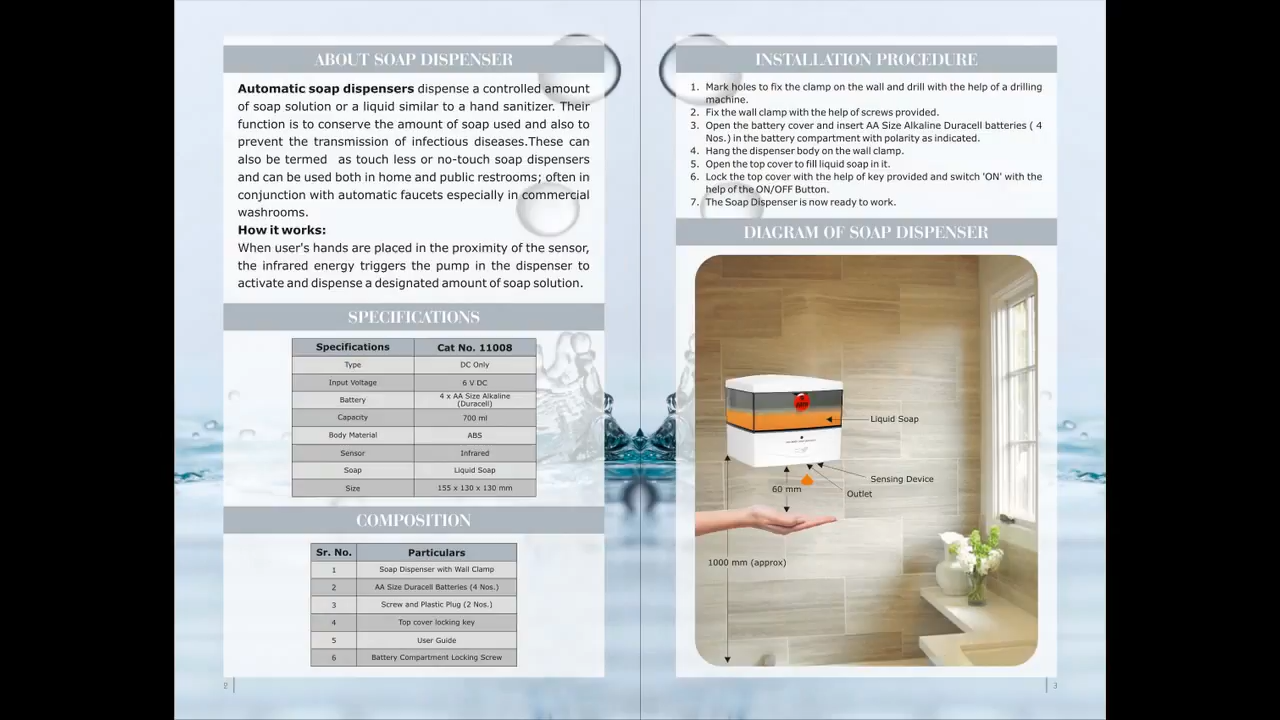 ABOUT SOAP DISPENSER
Automatic soap dispensers dispense a controlled amount
of soap solution or a liquid similar to a hand sanitizer. Their
function is to conserve the amount of soap used and also to
prevent the transmission of infectious diseases.These can
also be termed as touch less or no-touch soap dispensers
and can be used both in home and public restrooms; often in
conjunction with automatic faucets especially in commercial
washrooms.
How it works:
When user's hands are placed in the proximity of the sensor,
the infrared energy triggers the pump in the dispenser to
activate and dispense a designated amount of soap solution.
SPECIFICATIONS
Specifications Cat No. 11008
Type DC Only
Input Voltage 6 V DC
Battery 4 x AA Size Alkaline
(Duracell)
Capacity 700 ml
Body Material ABS
Sensor Infrared
Soap Liquid Soap
Size 155 x 130 x 130 mm
COMPOSITION
Sr. No. Particulars
1 Soap Dispenser with Wall Clamp
2 AA Size Duracell Batteries (4 Nos.)
3 Screw and Plastic Plug (2 Nos.)
4 Top cover locking key
5 User Guide
6 Battery Compartment Locking Screw
2
INSTALLATION PROCEDURE
1. Mark holes to fix the clamp on the wall and drill with the help of a drilling
machine.
2. Fix the wall clamp with the help of screws provided.
3. Open the battery cover and insert AA Size Alkaline Duracell batteries ( 4
Nos.) in the battery compartment with polarity as indicated.
4. Hang the dispenser body on the wall clamp.
5. Open the top cover to fill liquid soap in it.
6. Lock the top cover with the help of key provided and switch 'ON' with the
help of the ON/OFF Button.
7. The Soap Dispenser is now ready to work.
DIAGRAM OF SOAP DISPENSER
Liquid Soap
Sensing Device
60 mm
Outlet
1000 mm (approx)
3